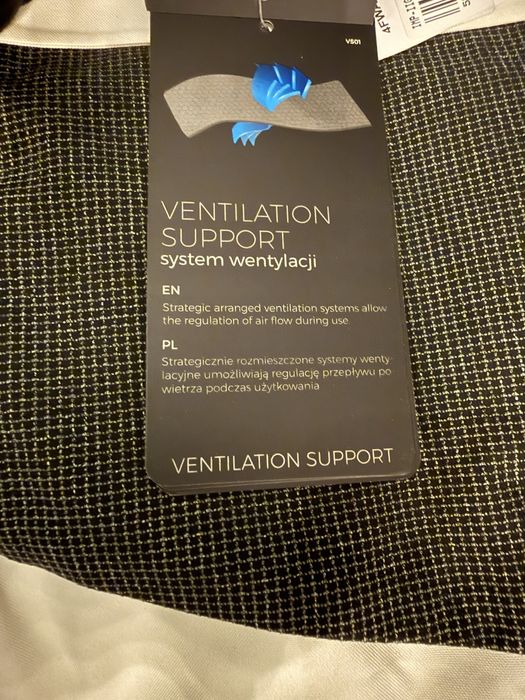 VS01
VENTILATION
SUPPORT
system wentylacji
EN
Strategic arranged ventilation systems allow
the regulation of air flow during use.
PL
Strategicznie rozmieszczone systemy wenty-
lacyjne umożliwiają regulację przepływu po-
wietrza podczas użytkowania
VENTILATION SUPPORT